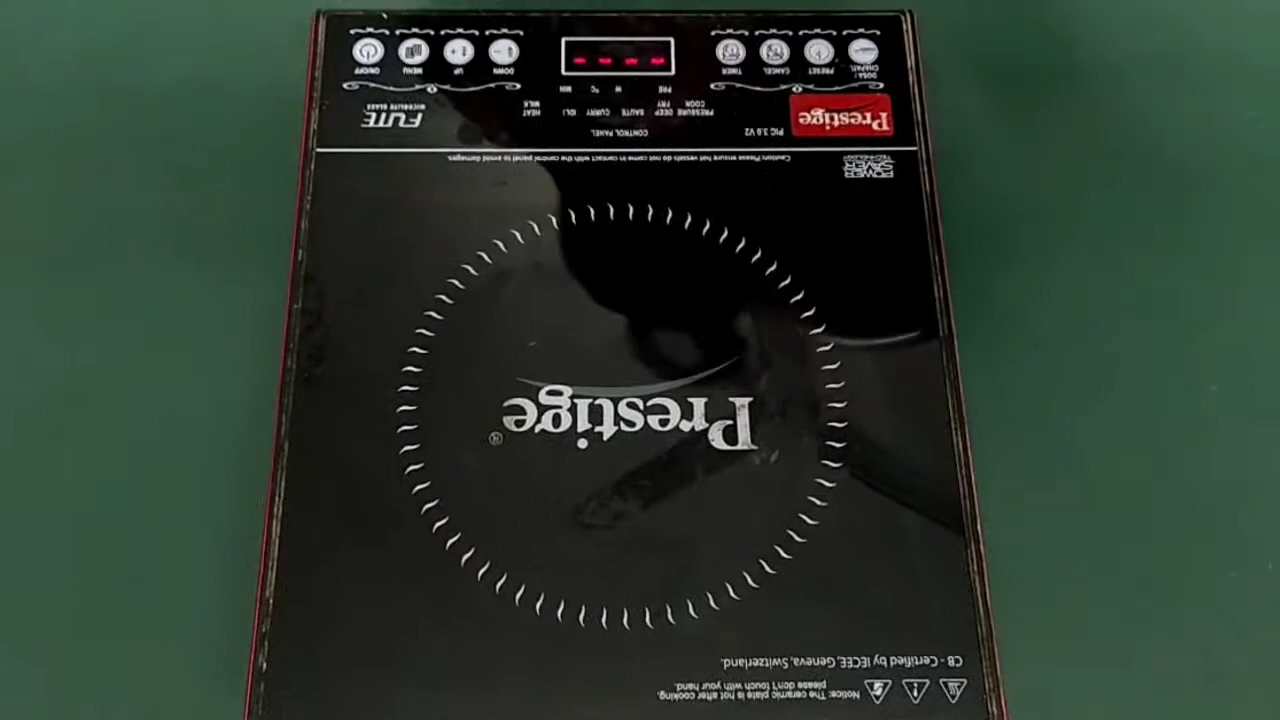 Notice: The ceramic plate is hot after cooking,
please don't touch with your hand.
CB - Certified by IECEE, Geneva, Switzerland.
Prestige®
POWER
SAVER
TECHNOLOGY
Caution: Please ensure hot vessels do not come in contact with the control panel to avoid damages.
Prestige
PIC 3.0 V2
CONTROL PANEL
ELITE
MICROLITE GLASS
PRESSURE COOK
DEEP FRY
SAUTE
CURRY
IDLI
HEAT MILK
PRE
W
°C
MIN
DOSA / CHAPATI
PRESET
CANCEL
TIMER
DOWN
UP
MENU
ON/OFF
- - - -